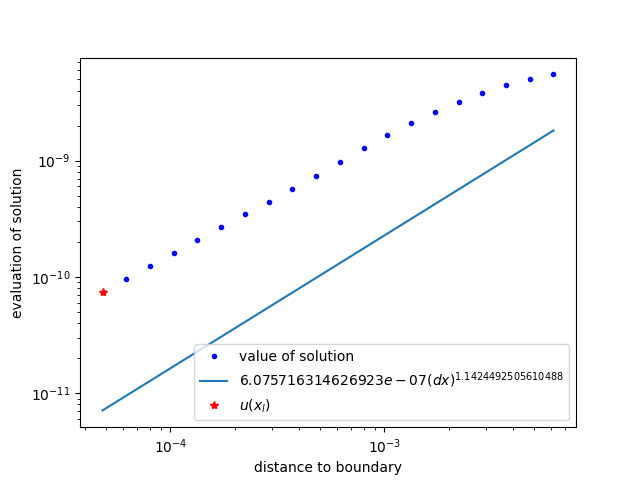 10⁻⁹
10⁻¹⁰
10⁻¹¹
evaluation of solution
value of solution
6.075716314626923e − 07(dx)^1.1424492505610488
u(x_l)
10⁻⁴
10⁻³
distance to boundary